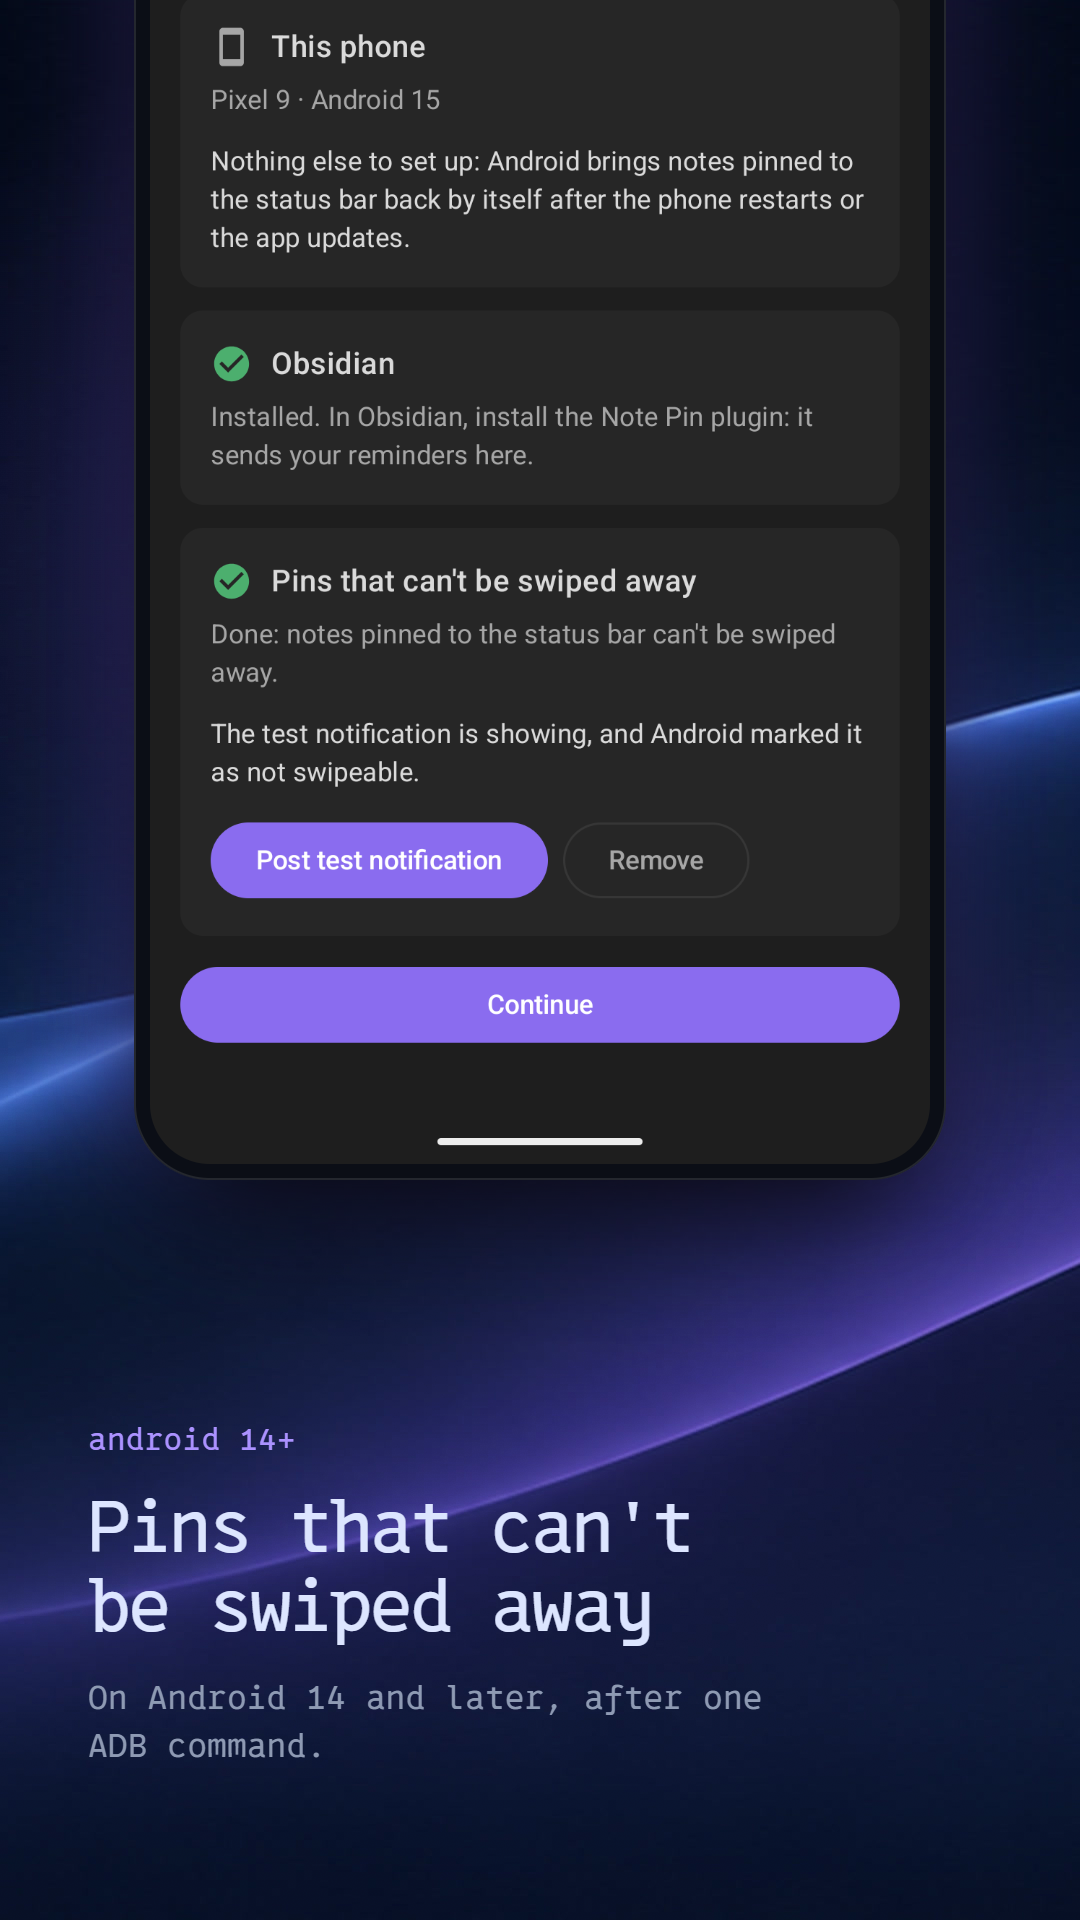 This phone
Pixel 9 · Android 15
Nothing else to set up: Android brings notes pinned to
the status bar back by itself after the phone restarts or
the app updates.
Obsidian
Installed. In Obsidian, install the Note Pin plugin: it
sends your reminders here.
Pins that can't be swiped away
Done: notes pinned to the status bar can't be swiped
away.
The test notification is showing, and Android marked it
as not swipeable.
Post test notification
Remove
Continue
android 14+
Pins that can't
be swiped away
On Android 14 and later, after one
ADB command.